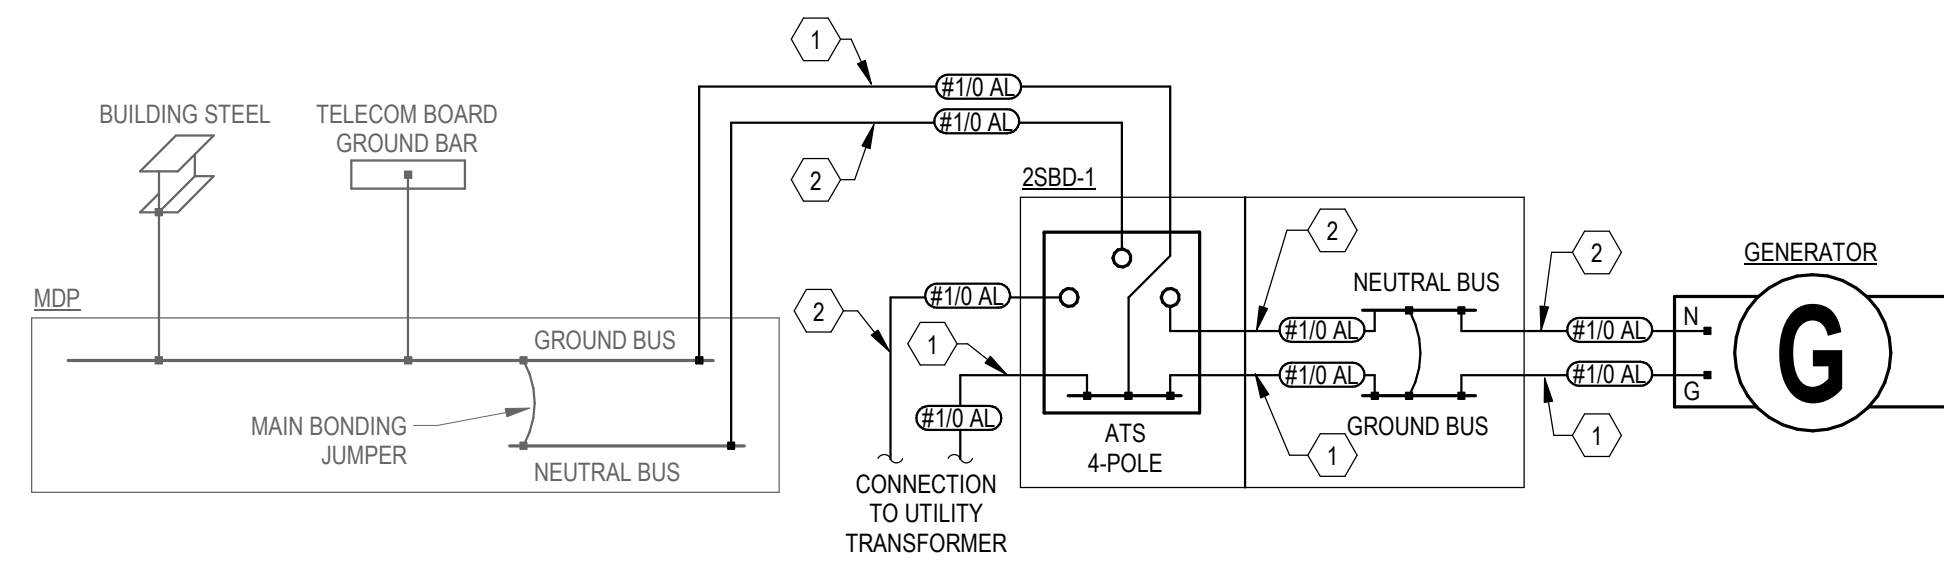 1
#1/0 AL
BUILDING STEEL
TELECOM BOARD
GROUND BAR
#1/0 AL
2
2SBD-1
2
NEUTRAL BUS
2
GENERATOR
MDP
#1/0 AL
2
1
GROUND BUS
#1/0 AL
#1/0 AL
N
G
#1/0 AL
#1/0 AL
G
#1/0 AL
MAIN BONDING
JUMPER
NEUTRAL BUS
ATS
4-POLE
GROUND BUS
1
1
CONNECTION
TO UTILITY
TRANSFORMER